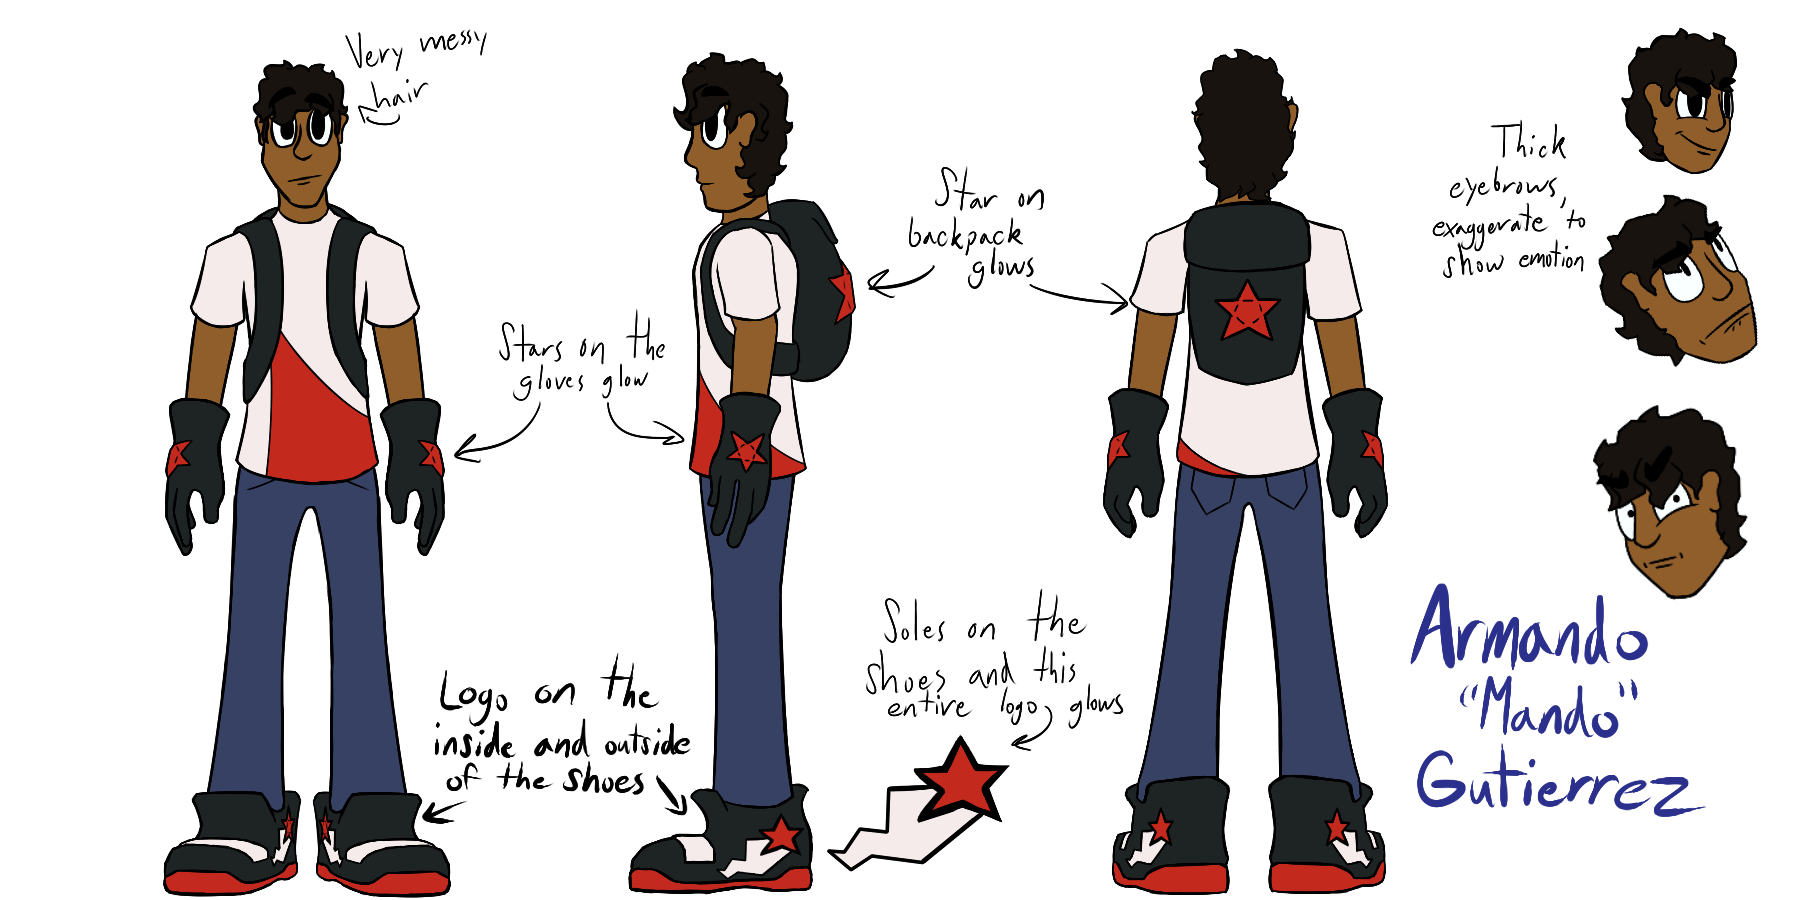 Very messy
hair
Stars on the
gloves glow
Star on
backpack
glows
Thick
eyebrows,
exaggerate to
show emotion
Logo on the
inside and outside
of the shoes
Soles on the
shoes and this
entire logo glows
Armando
"Mando"
Gutierrez